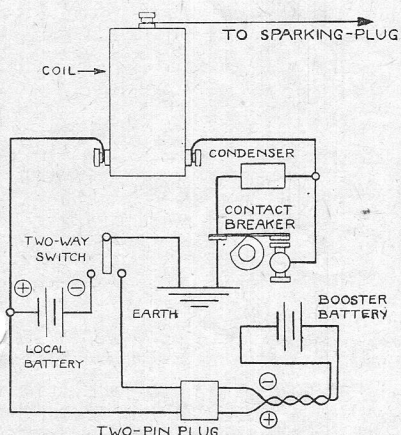 TO SPARKING-PLUG
COIL
CONDENSER
CONTACT
BREAKER
TWO-WAY
SWITCH
+
−
EARTH
BOOSTER
BATTERY
LOCAL
BATTERY
−
+
TWO-PIN PLUG